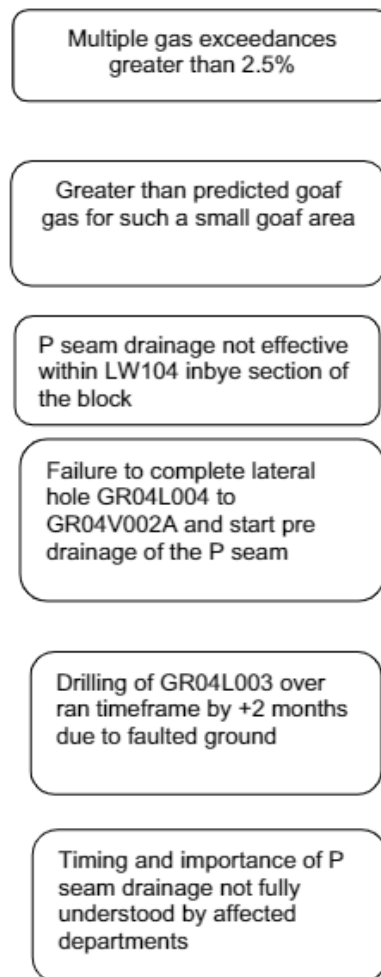 Multiple gas exceedances
greater than 2.5%
Greater than predicted goaf
gas for such a small goaf area
P seam drainage not effective
within LW104 inbye section of
the block
Failure to complete lateral
hole GR04L004 to
GR04V002A and start pre
drainage of the P seam
Drilling of GR04L003 over
ran timeframe by +2 months
due to faulted ground
Timing and importance of P
seam drainage not fully
understood by affected
departments